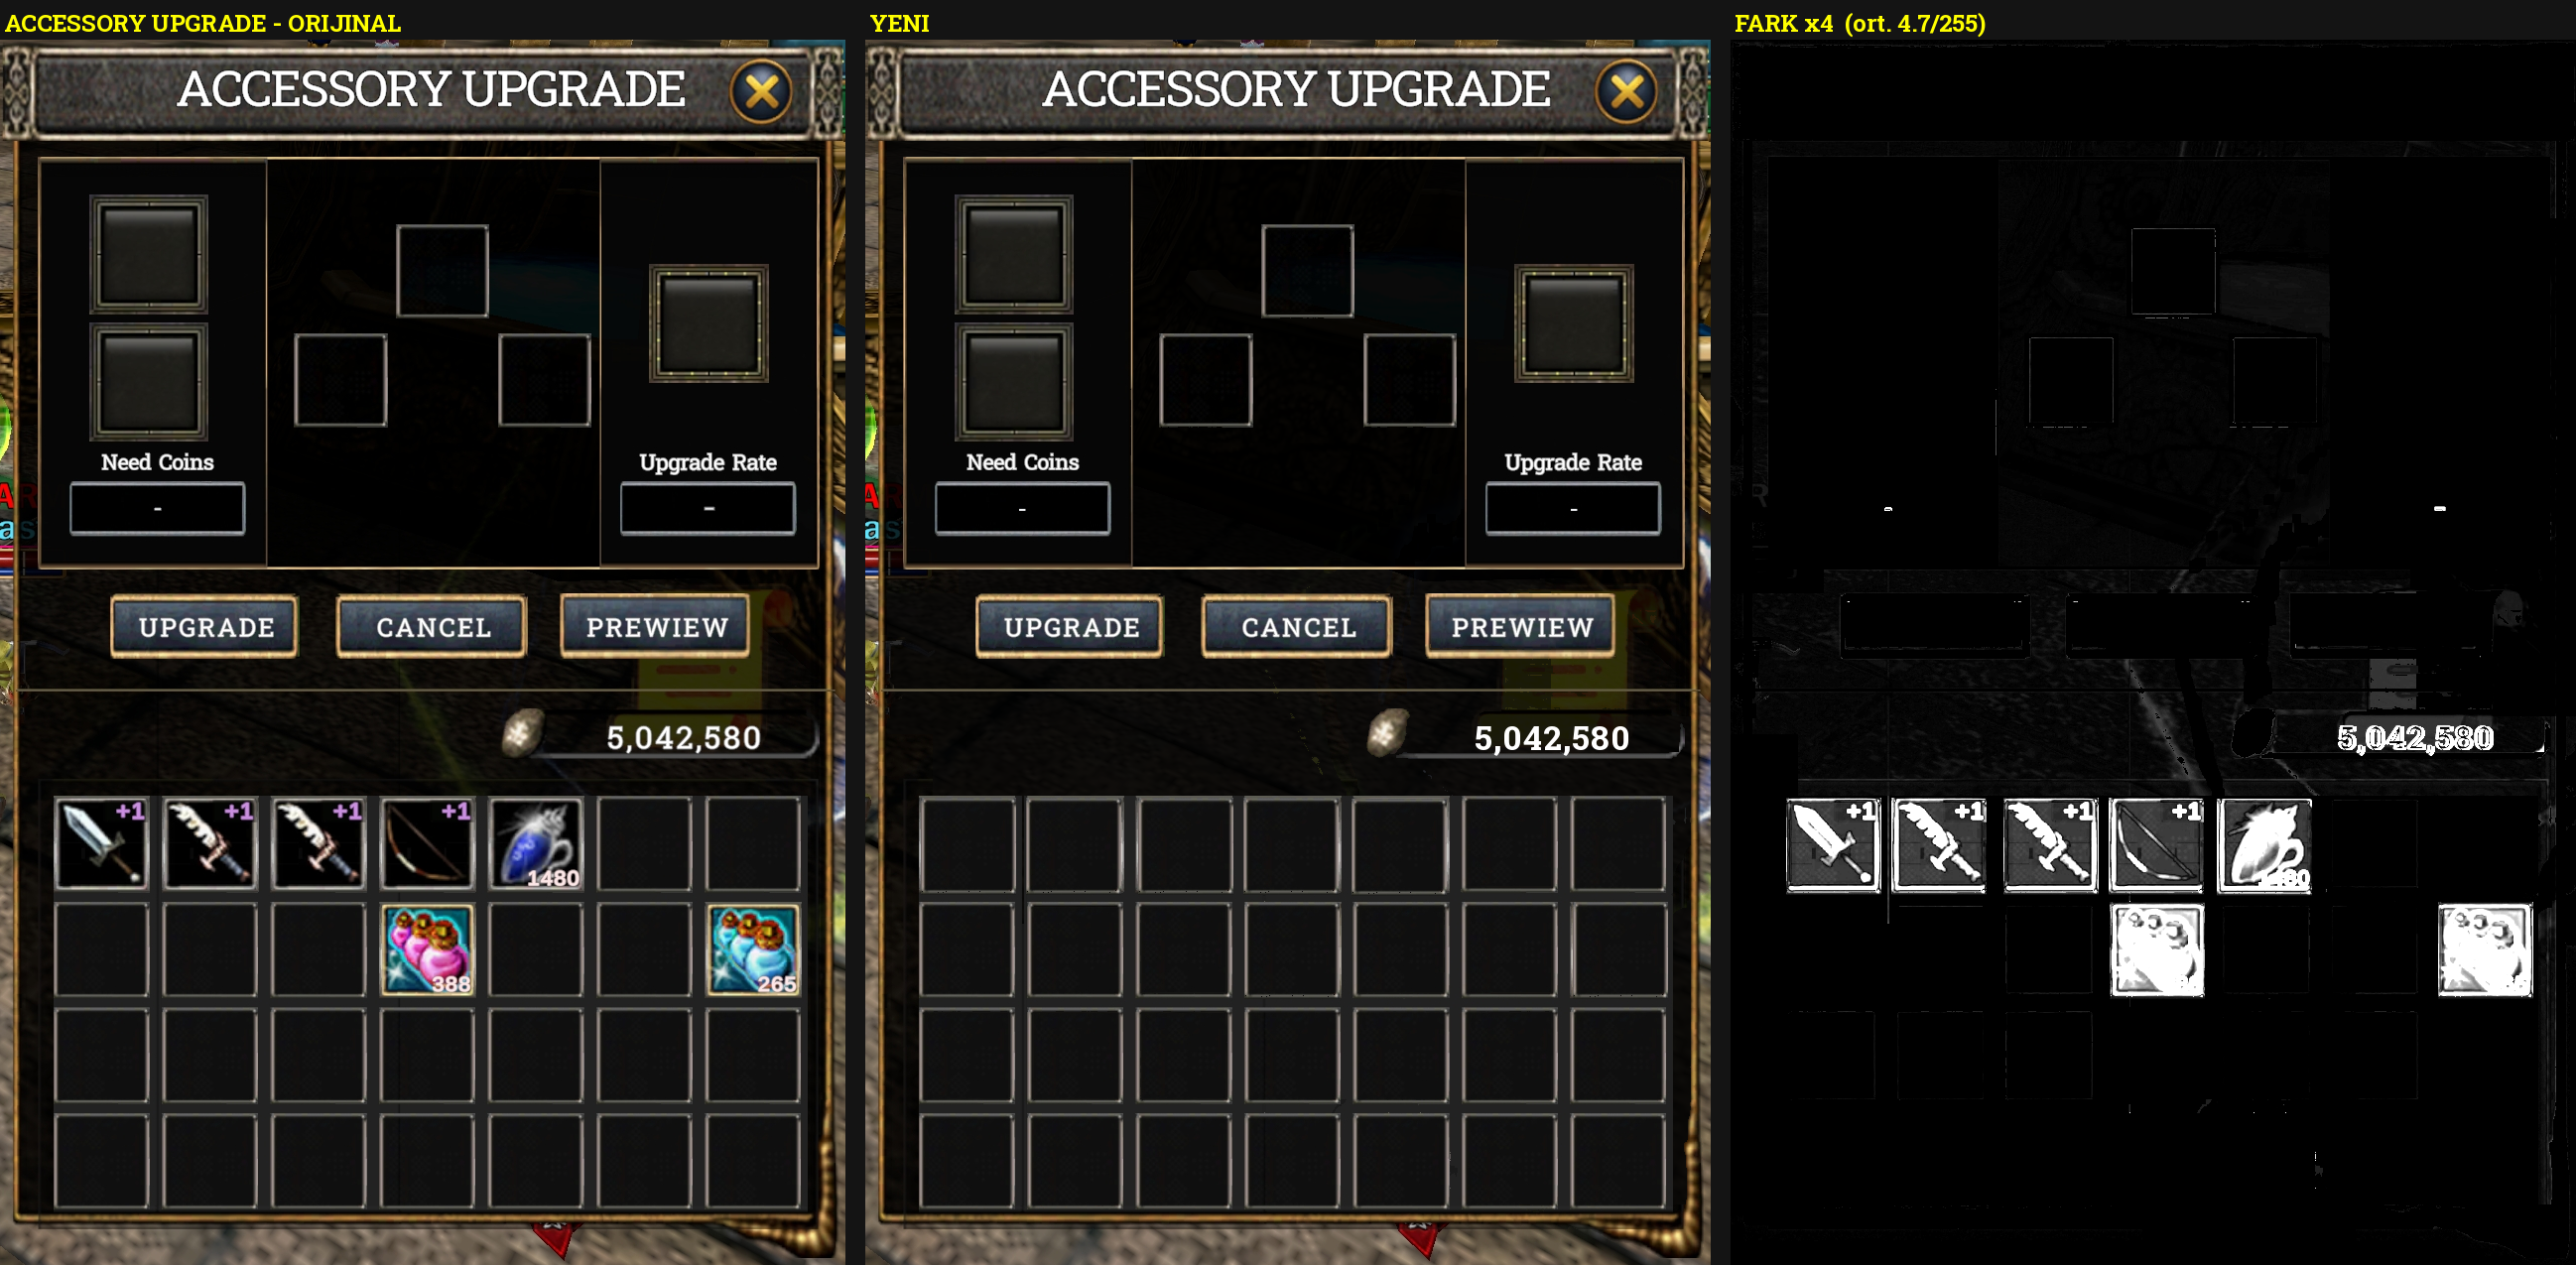 ACCESSORY UPGRADE - ORIJINAL
YENI
FARK x4 (ort. 4.7/255)
ACCESSORY UPGRADE
ACCESSORY UPGRADE
Need Coins
Upgrade Rate
Need Coins
Upgrade Rate
-
-
-
-
-
-
UPGRADE
CANCEL
PREWIEW
UPGRADE
CANCEL
PREWIEW
5,042,580
5,042,580
5,042,580
+1
+1
+1
+1
+1
+1
+1
+1
1480
388
265